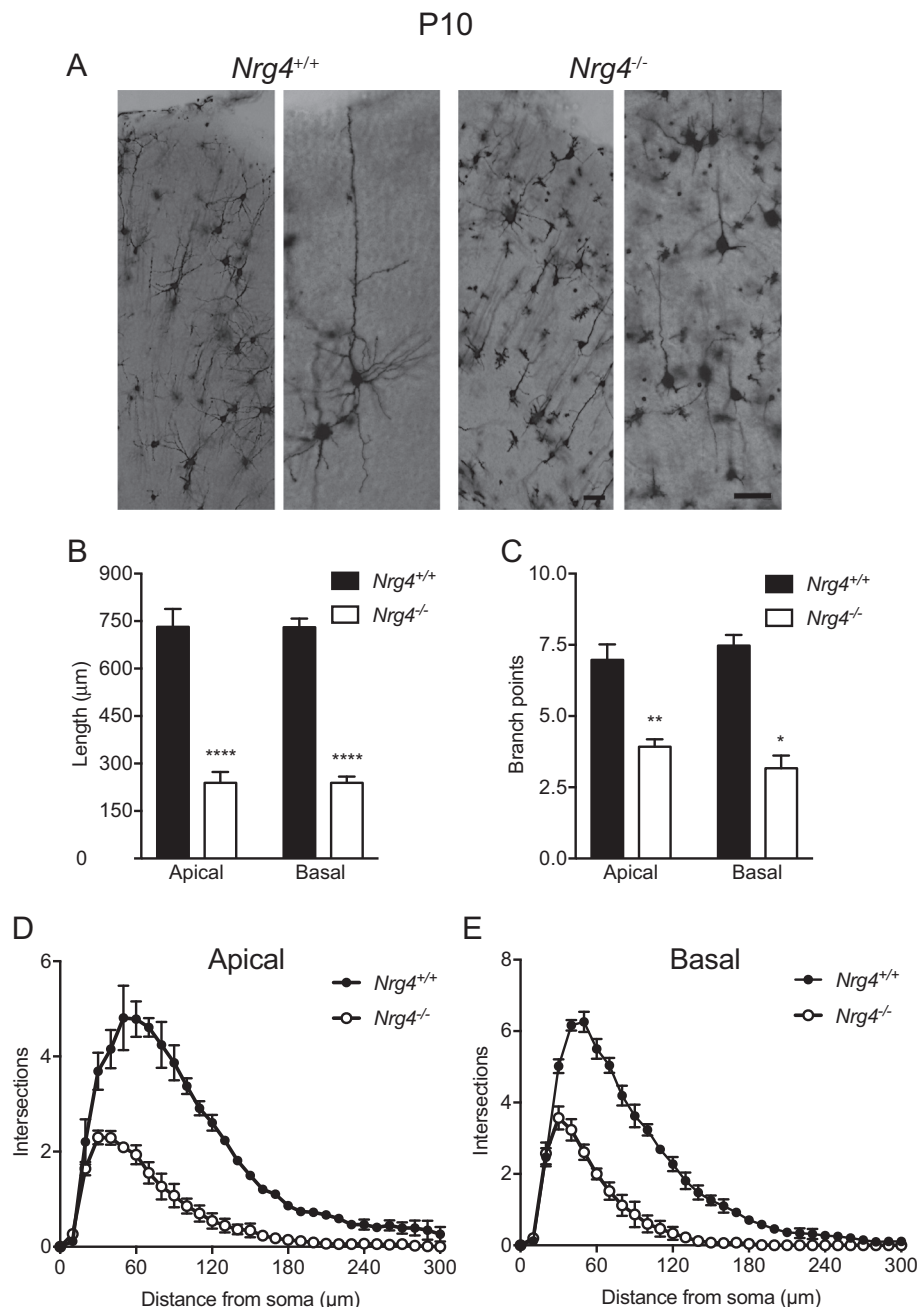 P10
A
Nrg4+/+
Nrg4-/-
B
900
750
600
450
300
150
0
Length (µm)
Apical
Basal
Nrg4+/+
Nrg4-/-
****
****
C
10.0
7.5
5.0
2.5
0.0
Branch points
Apical
Basal
Nrg4+/+
Nrg4-/-
**
*
D
Apical
6
4
2
0
Intersections
Nrg4+/+
Nrg4-/-
0 60 120 180 240 300
Distance from soma (µm)
E
Basal
8
6
4
2
0
Intersections
Nrg4+/+
Nrg4-/-
0 60 120 180 240 300
Distance from soma (µm)